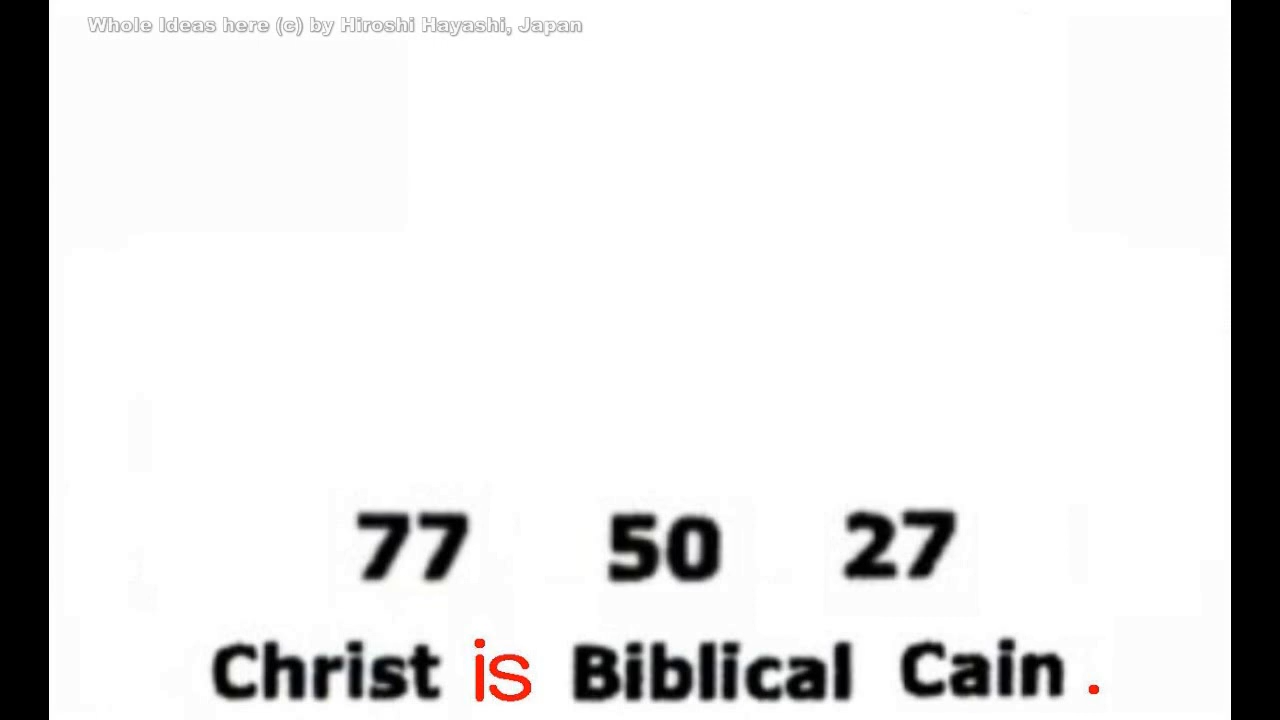 Whole Ideas here (c) by Hiroshi Hayashi, Japan
77 50 27
Christ is Biblical Cain .